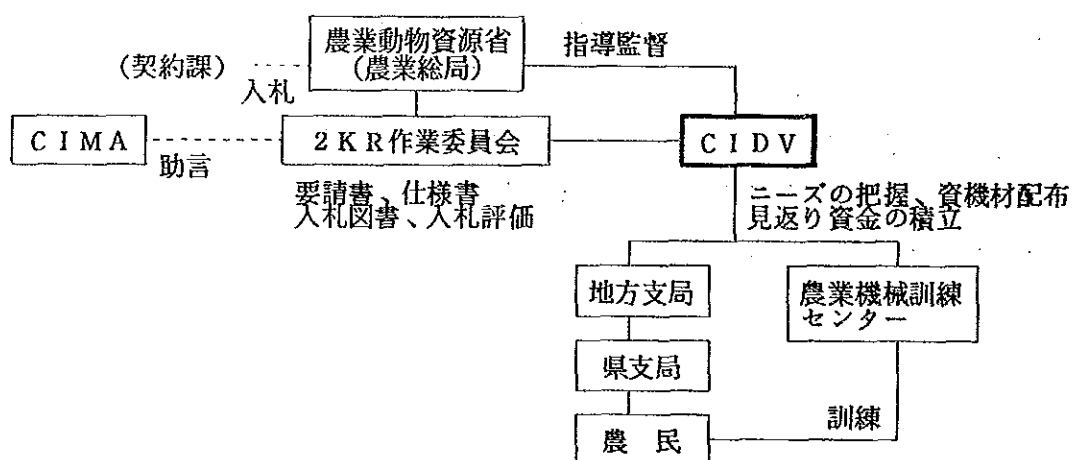 農業動物資源省
（農業総局）
指導監督
（契約課）
入札
CIMA
助言
2KR作業委員会
CIDV
要請書、仕様書
入札図書、入札評価
ニーズの把握、資機材配布
見返り資金の積立
地方支局
農業機械訓練
センター
県支局
訓練
農　民